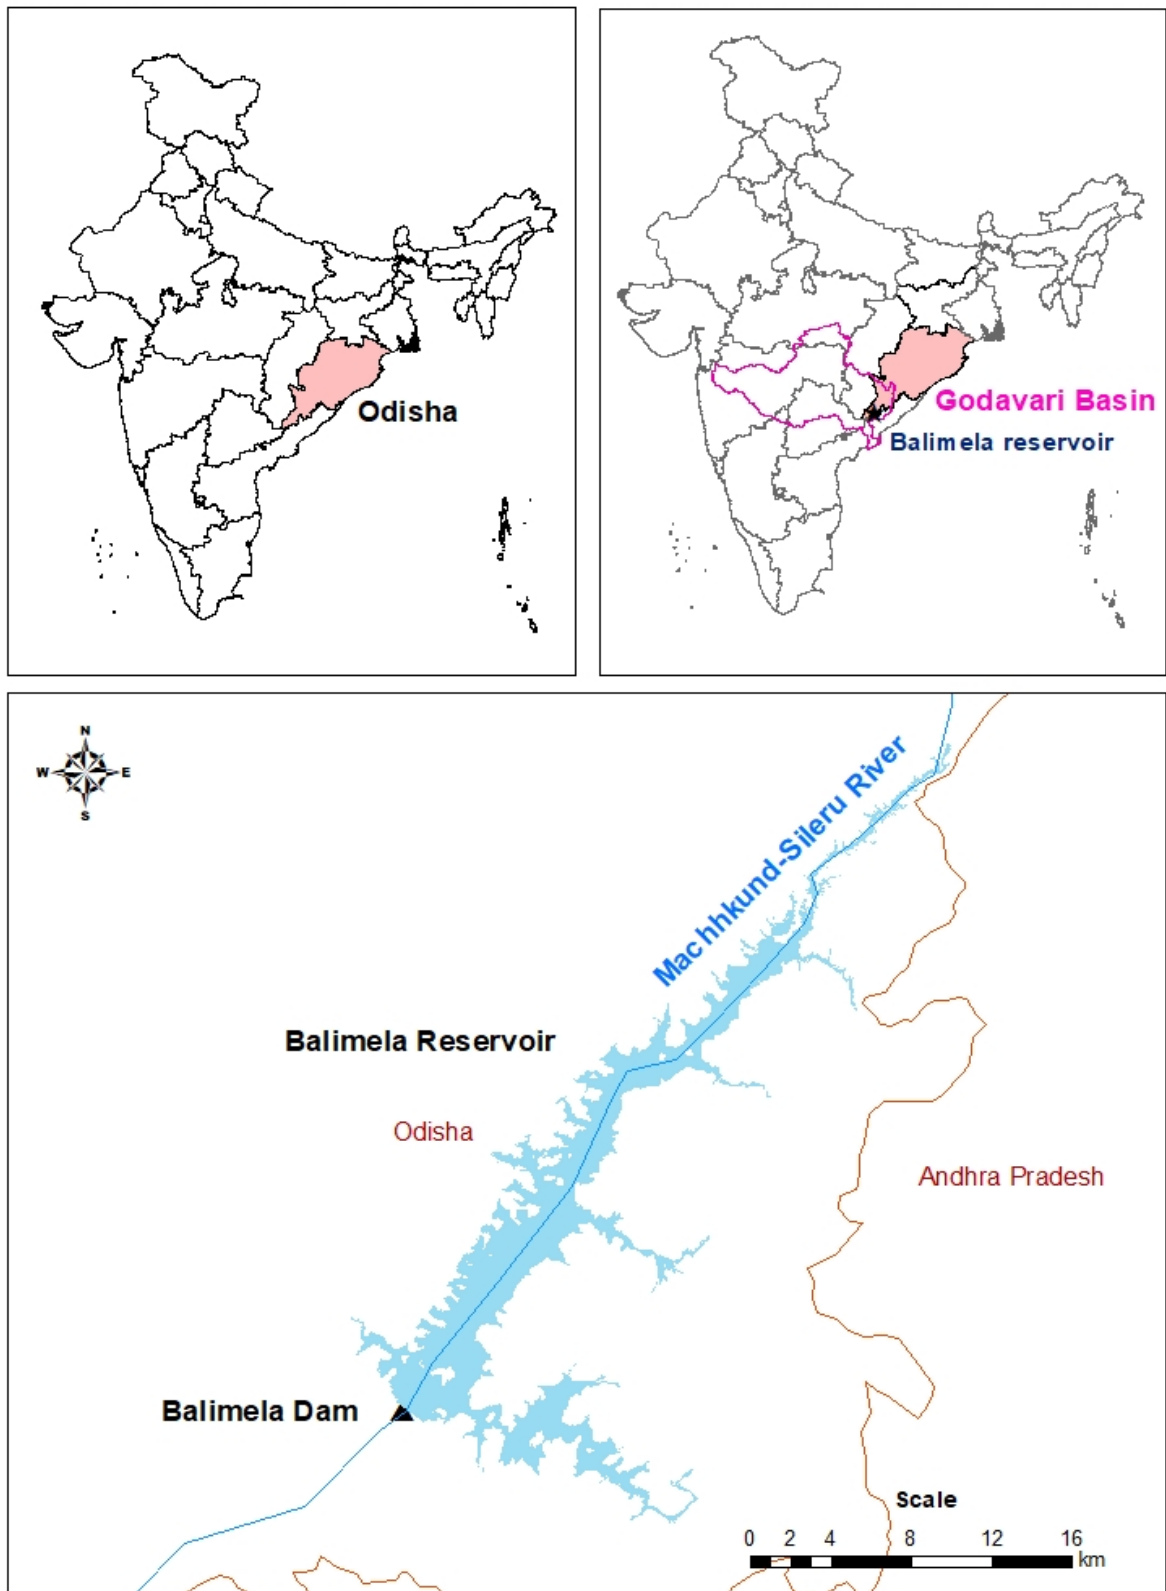 Odisha
Godavari Basin
Balimela reservoir
N
W E
S
Machhkund-Sileru River
Balimela Reservoir
Odisha
Andhra Pradesh
Balimela Dam
Scale
0 2 4 8 12 16
km